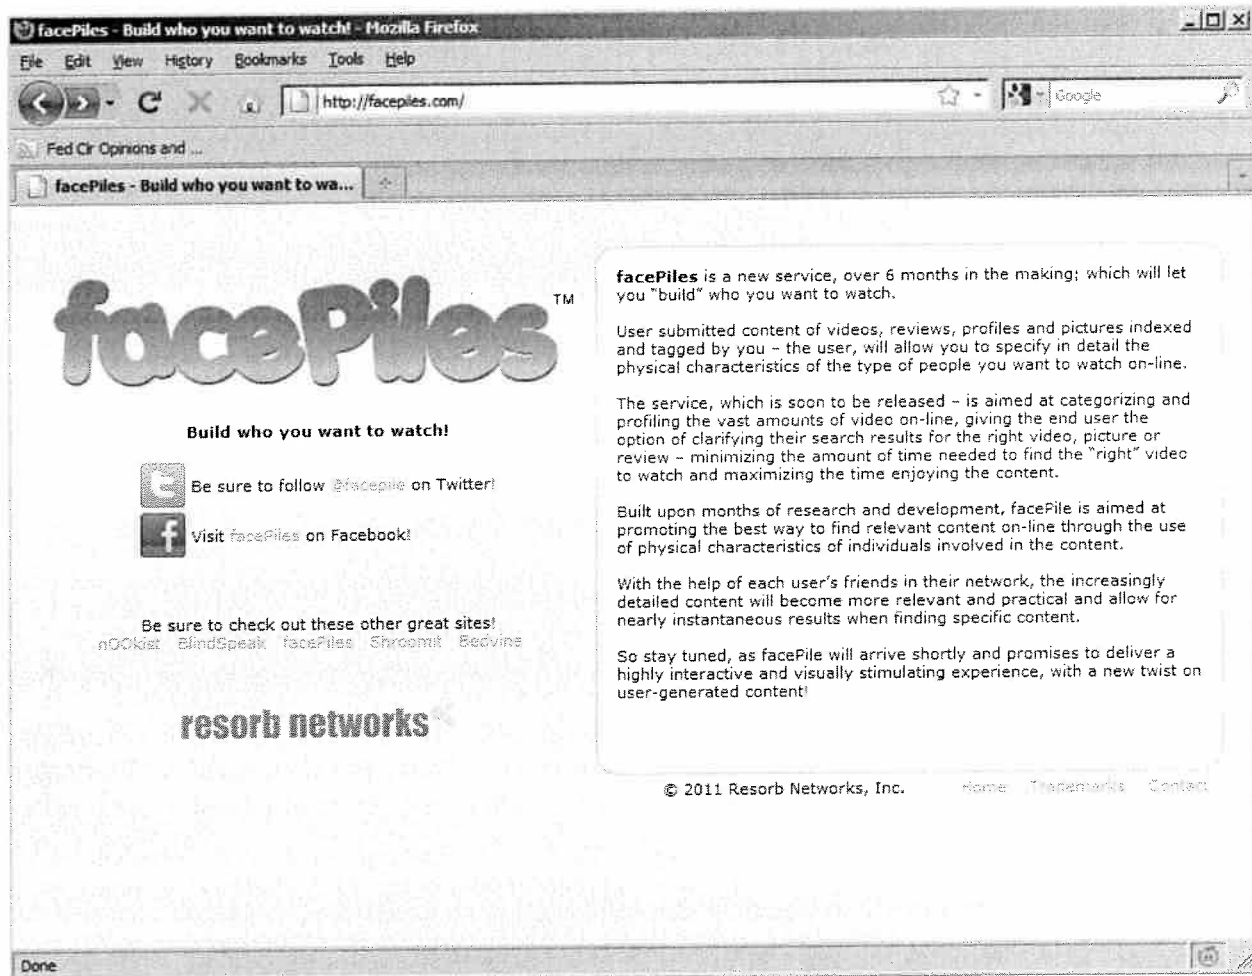 facePiles - Build who you want to watch! - Mozilla Firefox
File Edit View History Bookmarks Tools Help
http://facepiles.com/
Google
Fed Cir Opinions and ...
facePiles - Build who you want to wa...
facePiles™
Build who you want to watch!
Be sure to follow @facepile on Twitter!
Visit facePiles on Facebook!
Be sure to check out these other great sites!
nOOkist BlindSpeak facePiles Shroomit Bedvine
resorb networks
facePiles is a new service, over 6 months in the making; which will let
you "build" who you want to watch.
User submitted content of videos, reviews, profiles and pictures indexed
and tagged by you – the user, will allow you to specify in detail the
physical characteristics of the type of people you want to watch on-line.
The service, which is soon to be released – is aimed at categorizing and
profiling the vast amounts of video on-line, giving the end user the
option of clarifying their search results for the right video, picture or
review – minimizing the amount of time needed to find the "right" video
to watch and maximizing the time enjoying the content.
Built upon months of research and development, facePile is aimed at
promoting the best way to find relevant content on-line through the use
of physical characteristics of individuals involved in the content.
With the help of each user's friends in their network, the increasingly
detailed content will become more relevant and practical and allow for
nearly instantaneous results when finding specific content.
So stay tuned, as facePile will arrive shortly and promises to deliver a
highly interactive and visually stimulating experience, with a new twist on
user-generated content!
© 2011 Resorb Networks, Inc. Home Trademarks Contact
Done